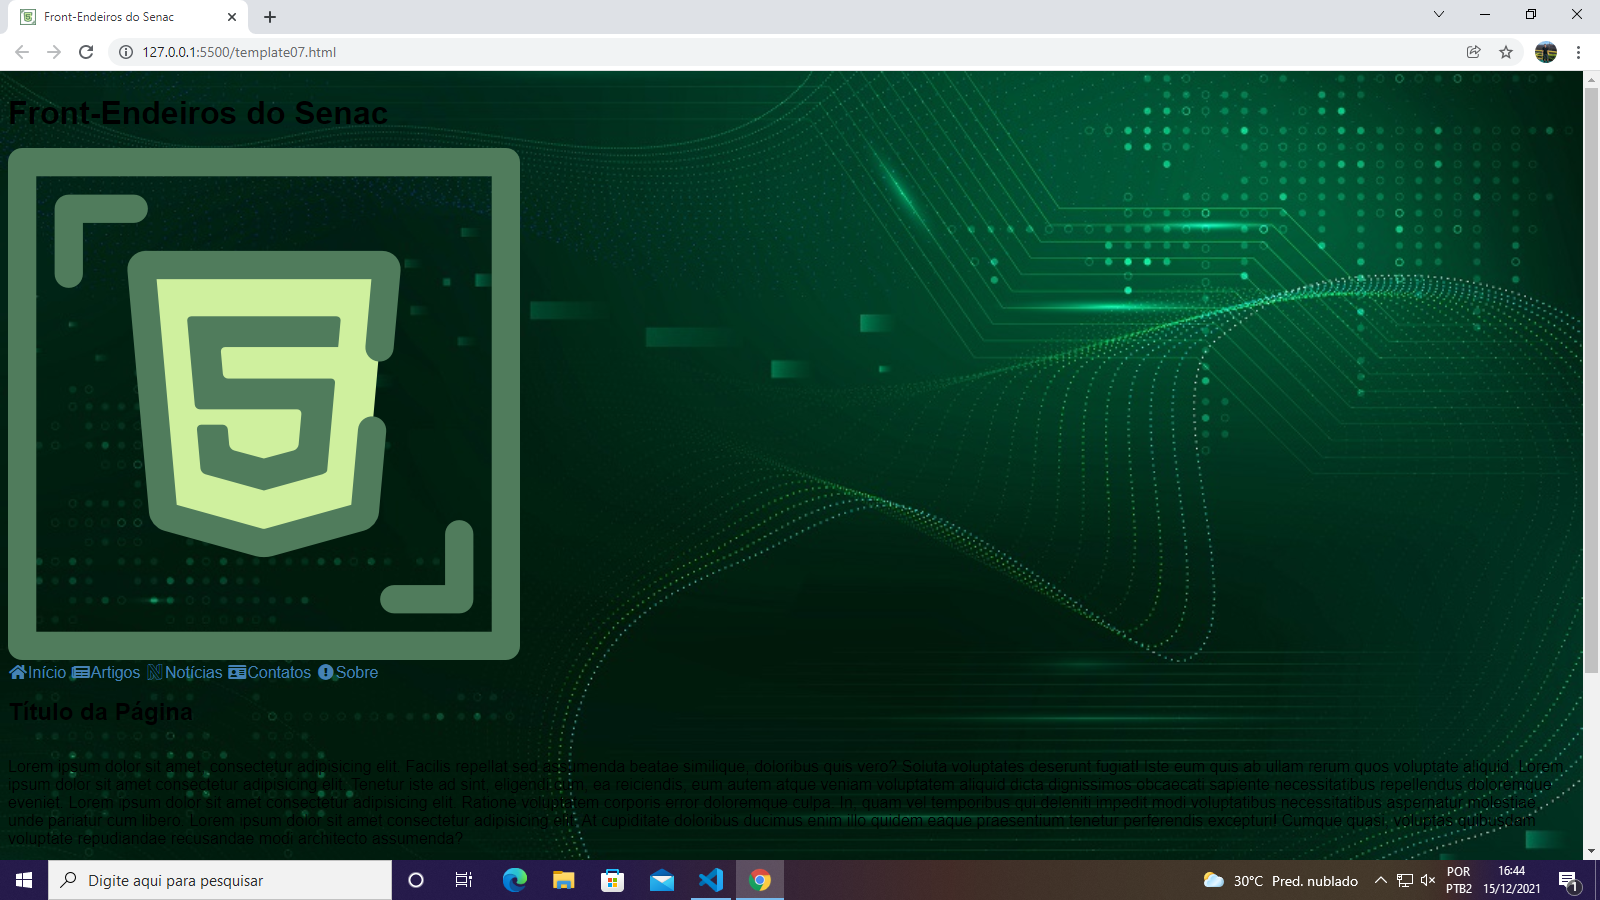 Front-Endeiros do Senac
127.0.0.1:5500/template07.html
Front-Endeiros do Senac
Início Artigos Notícias Contatos Sobre
Título da Página
Lorem ipsum dolor sit amet, consectetur adipisicing elit. Facilis repellat sed assumenda beatae similique, doloribus quis vero? Soluta voluptates deserunt fugiat! Iste eum quis ab ullam rerum quos voluptate aliquid. Lorem
ipsum dolor sit amet consectetur adipisicing elit. Tenetur iste ad sint, eligendi cum, ea reiciendis, eum autem atque veniam voluptatem aliquid dicta dignissimos obcaecati sapiente necessitatibus repellendus doloremque
eveniet. Lorem ipsum dolor sit amet consectetur adipisicing elit. Ratione voluptatem corporis error doloremque culpa. In, quam vel temporibus qui deleniti impedit modi voluptatibus necessitatibus aspernatur molestiae
unde pariatur cum libero. Lorem ipsum dolor sit amet consectetur adipisicing elit. At cupiditate doloribus ducimus enim illo quidem eaque praesentium tenetur perferendis excepturi! Cumque quasi, voluptas quibusdam
voluptate repudiandae recusandae modi architecto assumenda?
Digite aqui para pesquisar
30°C Pred. nublado
POR
PTB2
16:44
15/12/2021
1